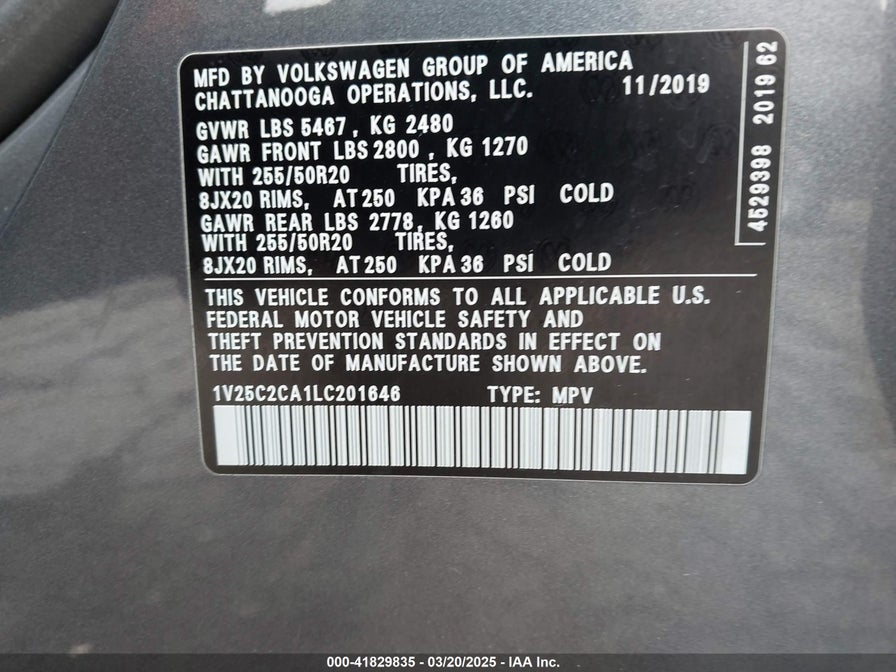 MFD BY VOLKSWAGEN GROUP OF AMERICA
CHATTANOOGA OPERATIONS, LLC. 11/2019
GVWR LBS 5467, KG 2480
GAWR FRONT LBS 2800, KG 1270
WITH 255/50R20 TIRES,
8JX20 RIMS, AT 250 KPA 36 PSI COLD
GAWR REAR LBS 2778, KG 1260
WITH 255/50R20 TIRES,
8JX20 RIMS, AT 250 KPA 36 PSI COLD
THIS VEHICLE CONFORMS TO ALL APPLICABLE U.S.
FEDERAL MOTOR VEHICLE SAFETY AND
THEFT PREVENTION STANDARDS IN EFFECT ON
THE DATE OF MANUFACTURE SHOWN ABOVE.
1V25C2CA1LC201646 TYPE: MPV
4529398 2019 62
000-41829835 - 03/20/2025 - IAA Inc.